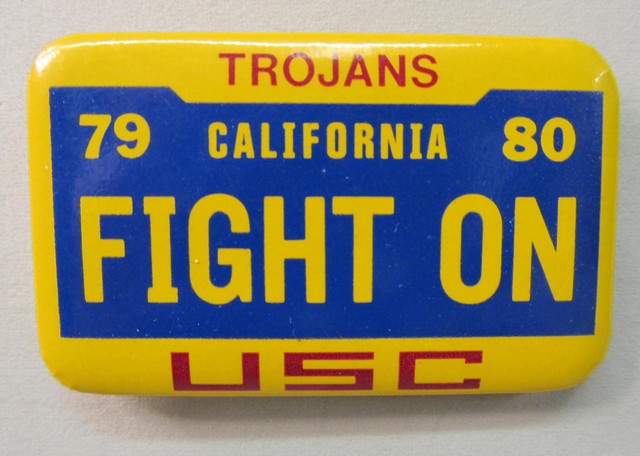 TROJANS
79 CALIFORNIA 80
FIGHT ON
USC